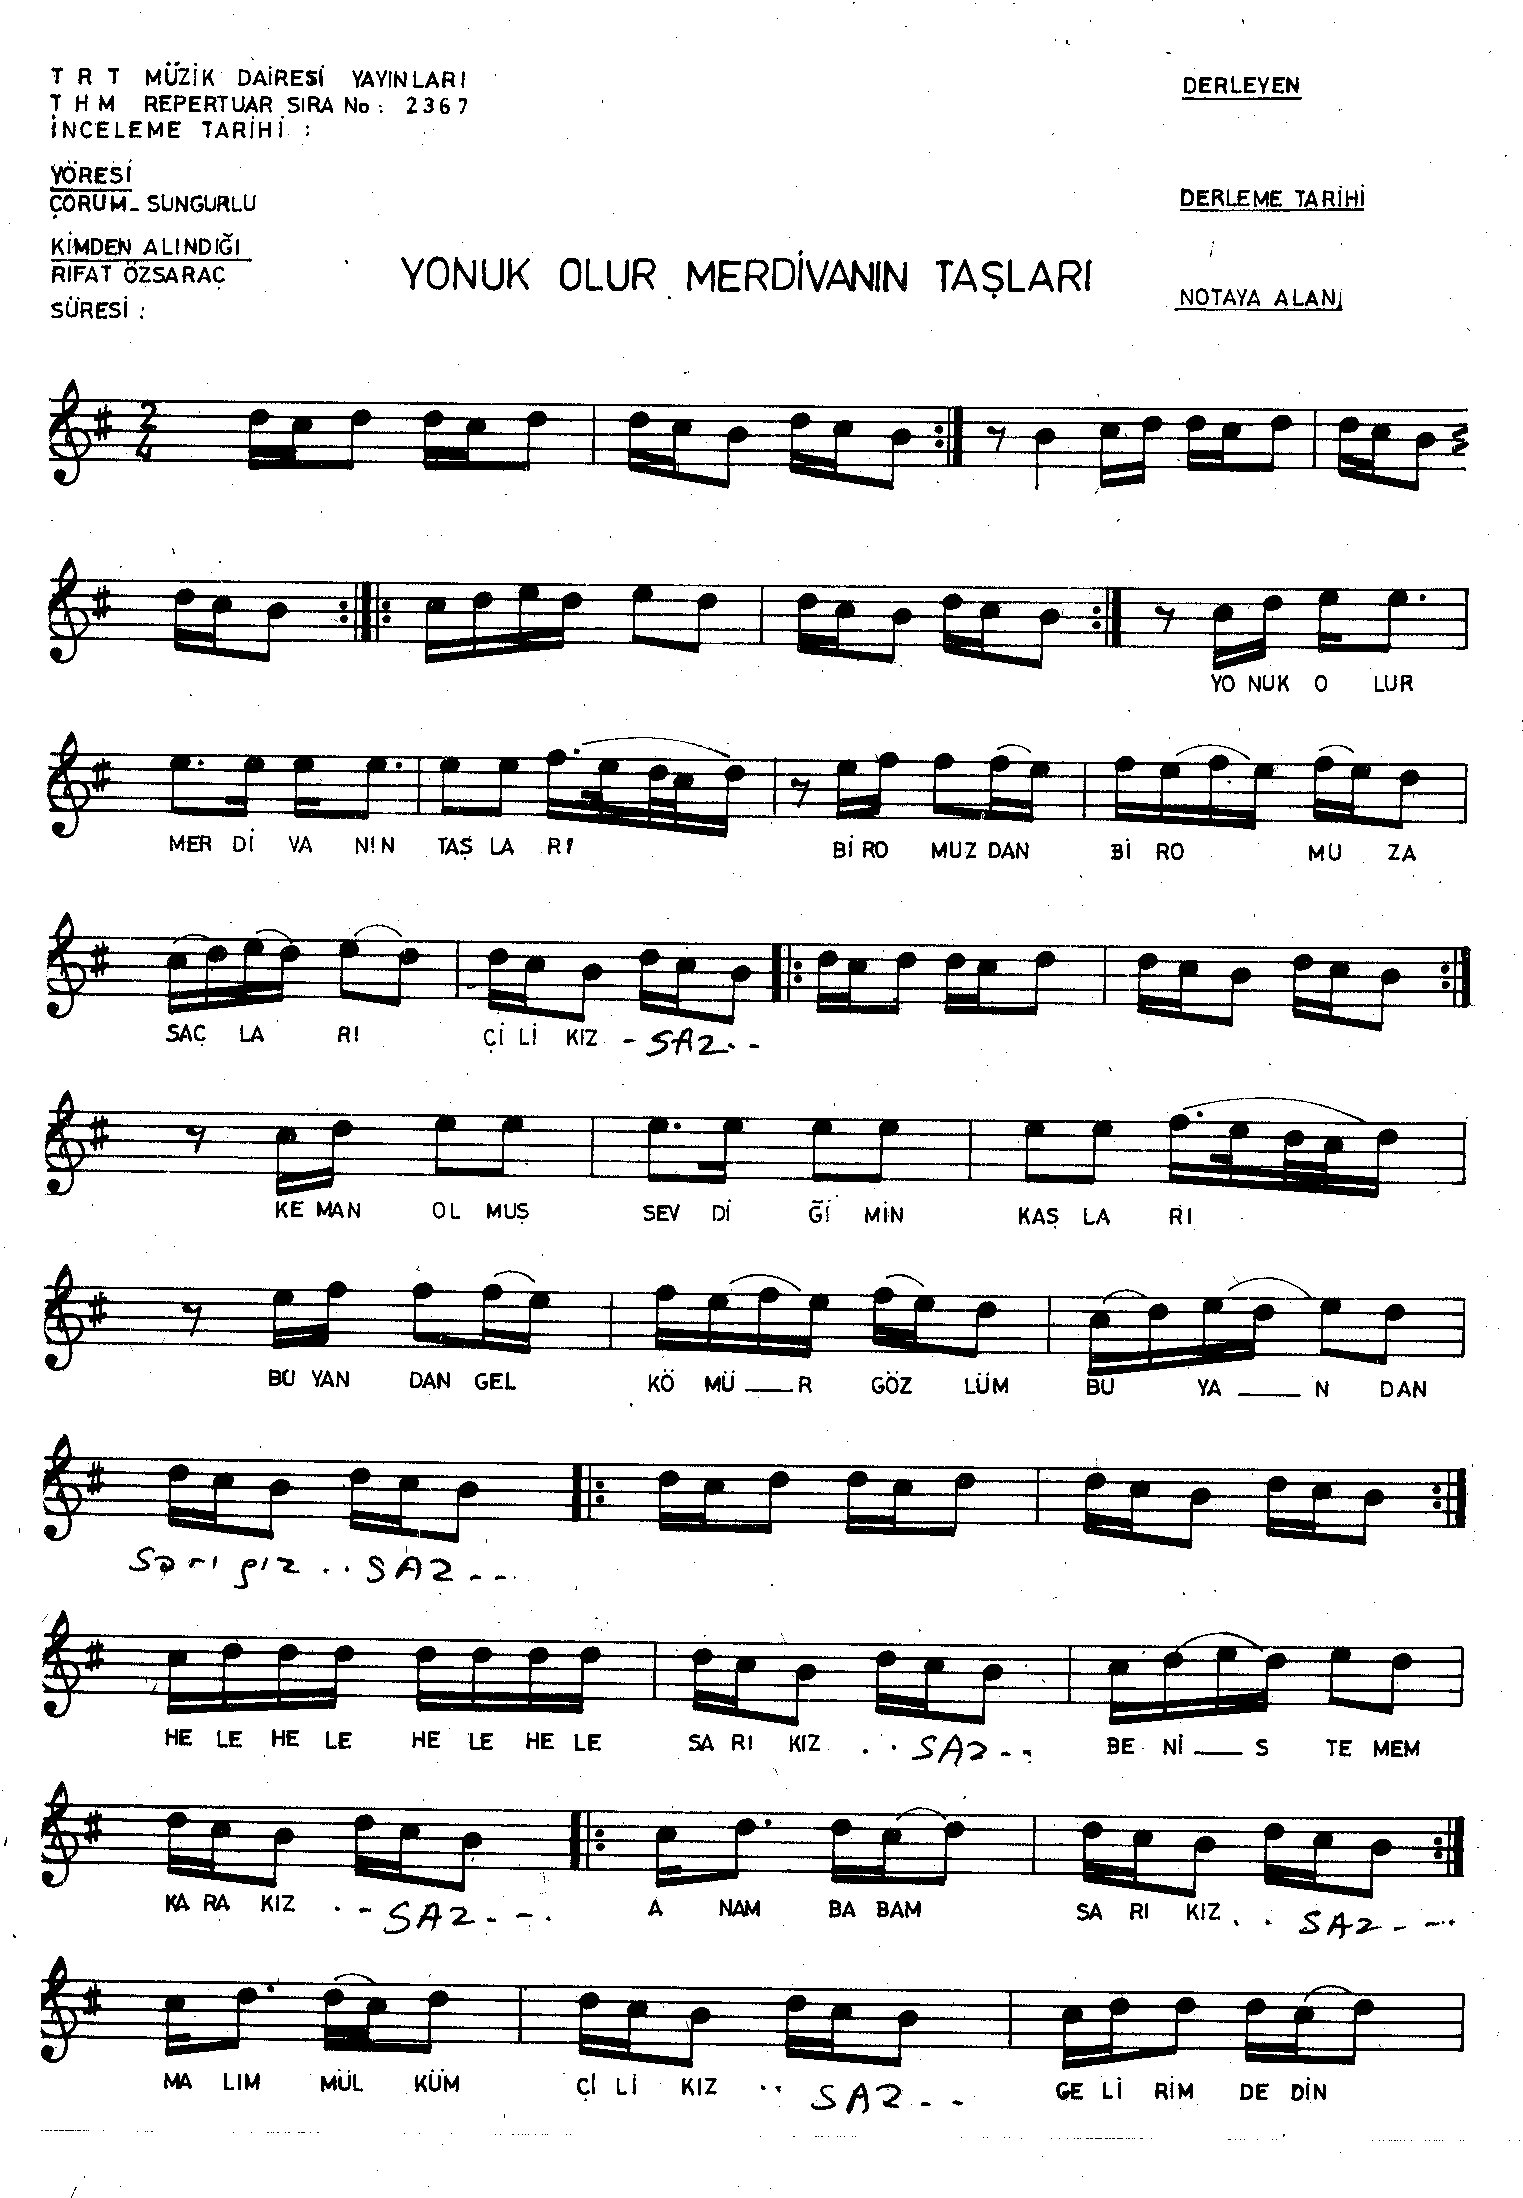 TRT MÜZİK DAİRESİ YAYINLARI
THM REPERTUAR SIRA No: 2367
İNCELEME TARİHİ :
DERLEYEN
YÖRESİ
ÇORUM-SUNGURLU
DERLEME TARİHİ
KİMDEN ALINDIĞI
RIFAT ÖZSARAÇ
SÜRESİ :
YONUK OLUR MERDİVANIN TAŞLARI
NOTAYA ALAN
2
4
YO NUK O LUR
MER Dİ VA NIN TAŞ LA RI Bİ RO MUZ DAN Bİ RO MU ZA
SAÇ LA RI Çİ Lİ KIZ - SAZ..-
KE MAN OL MUŞ SEV Dİ Ğİ MİN KAŞ LA RI
BU YAN DAN GEL KÖ MÜ — R GÖZ LÜM BU YA — N DAN
Sarı gız .. SAZ ---
HE LE HE LE HE LE HE LE SA RI KIZ .. SAZ -.. BE Nİ — S TE MEM
KA RA KIZ .-- SAZ --. A NAM BA BAM SA RI KIZ .. SAZ - ---
MA LIM MÜL KÜM Çİ Lİ KIZ .. SAZ -- GE Lİ RİM DE DİN